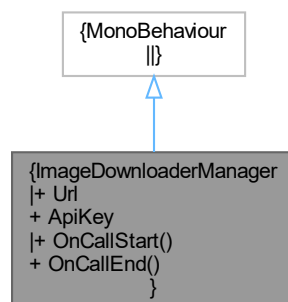 {MonoBehaviour
||}
{ImageDownloaderManager
|+ Url
+ ApiKey
|+ OnCallStart()
+ OnCallEnd()
}